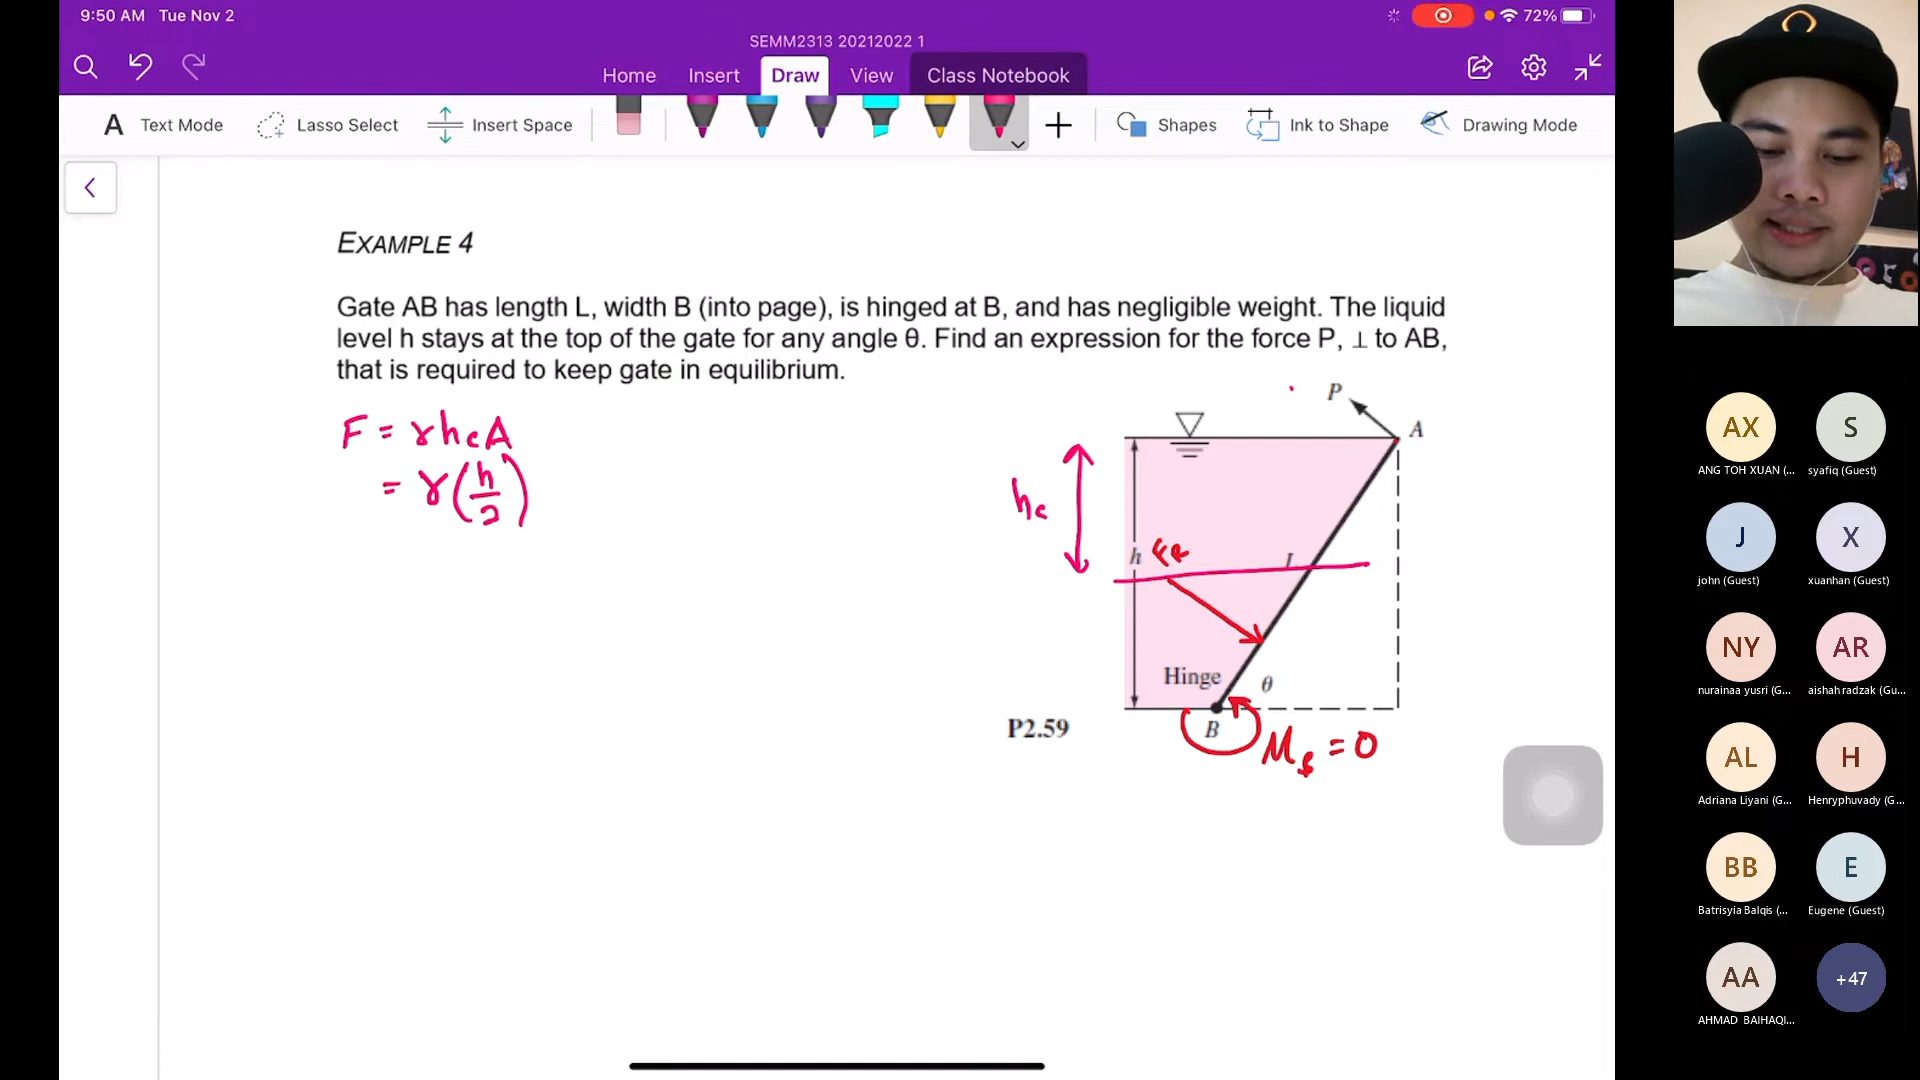 9:50 AM Tue Nov 2
72%
SEMM2313 20212022 1
Home Insert Draw View Class Notebook
A Text Mode Lasso Select Insert Space Shapes Ink to Shape Drawing Mode
EXAMPLE 4
Gate AB has length L, width B (into page), is hinged at B, and has negligible weight. The liquid
level h stays at the top of the gate for any angle θ. Find an expression for the force P, ⊥ to AB,
that is required to keep gate in equilibrium.
F = γhcA
= γ(h/2)
P
A
hc
h
FR
L
Hinge
θ
B
MB = 0
P2.59
AX
ANG TOH XUAN (...
S
syafiq (Guest)
J
john (Guest)
X
xuanhan (Guest)
NY
nurainaa yusri (G...
AR
aishah radzak (Gu...
AL
Adriana Liyani (G...
H
Henryphuvady (G...
BB
Batrisyia Balqis (...
E
Eugene (Guest)
AA
AHMAD BAIHAQI...
+47